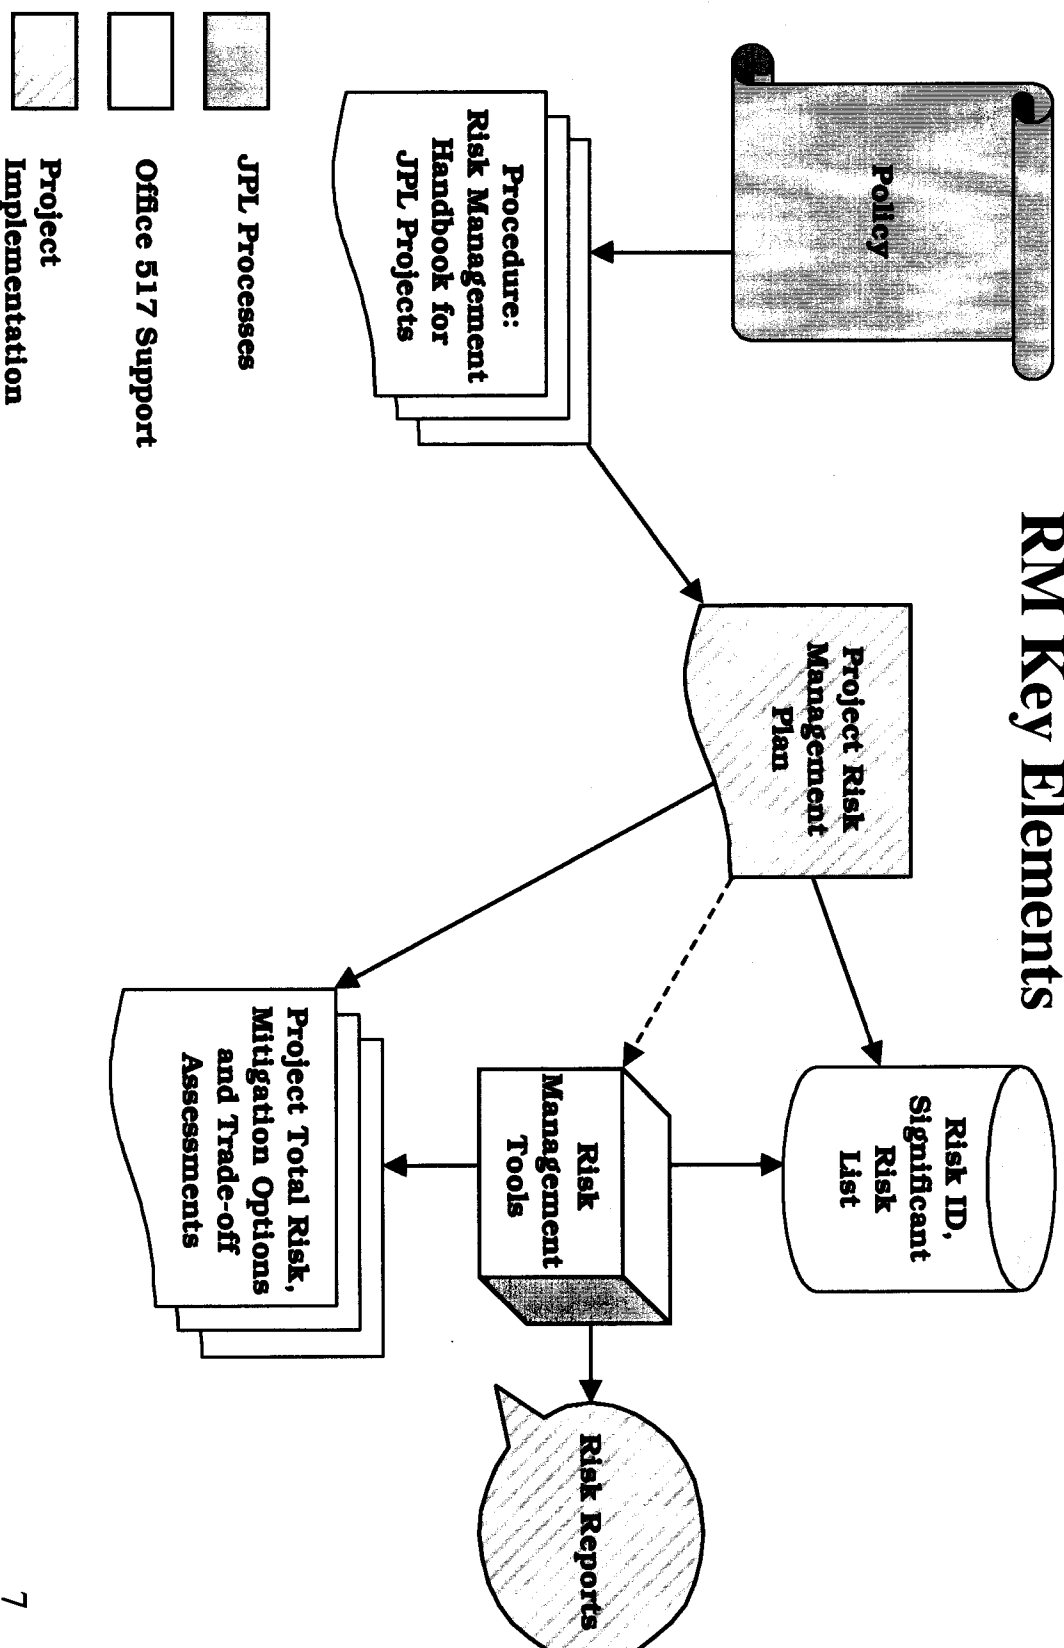 RM Key Elements
Policy
Procedure:
Risk Management
Handbook for
JPL Projects
Project Risk
Management
Plan
Risk ID,
Significant
Risk
List
Risk
Management
Tools
Risk Reports
Project Total Risk,
Mitigation Options
and Trade-off
Assessments
JPL Processes
Office 517 Support
Project
Implementation
7